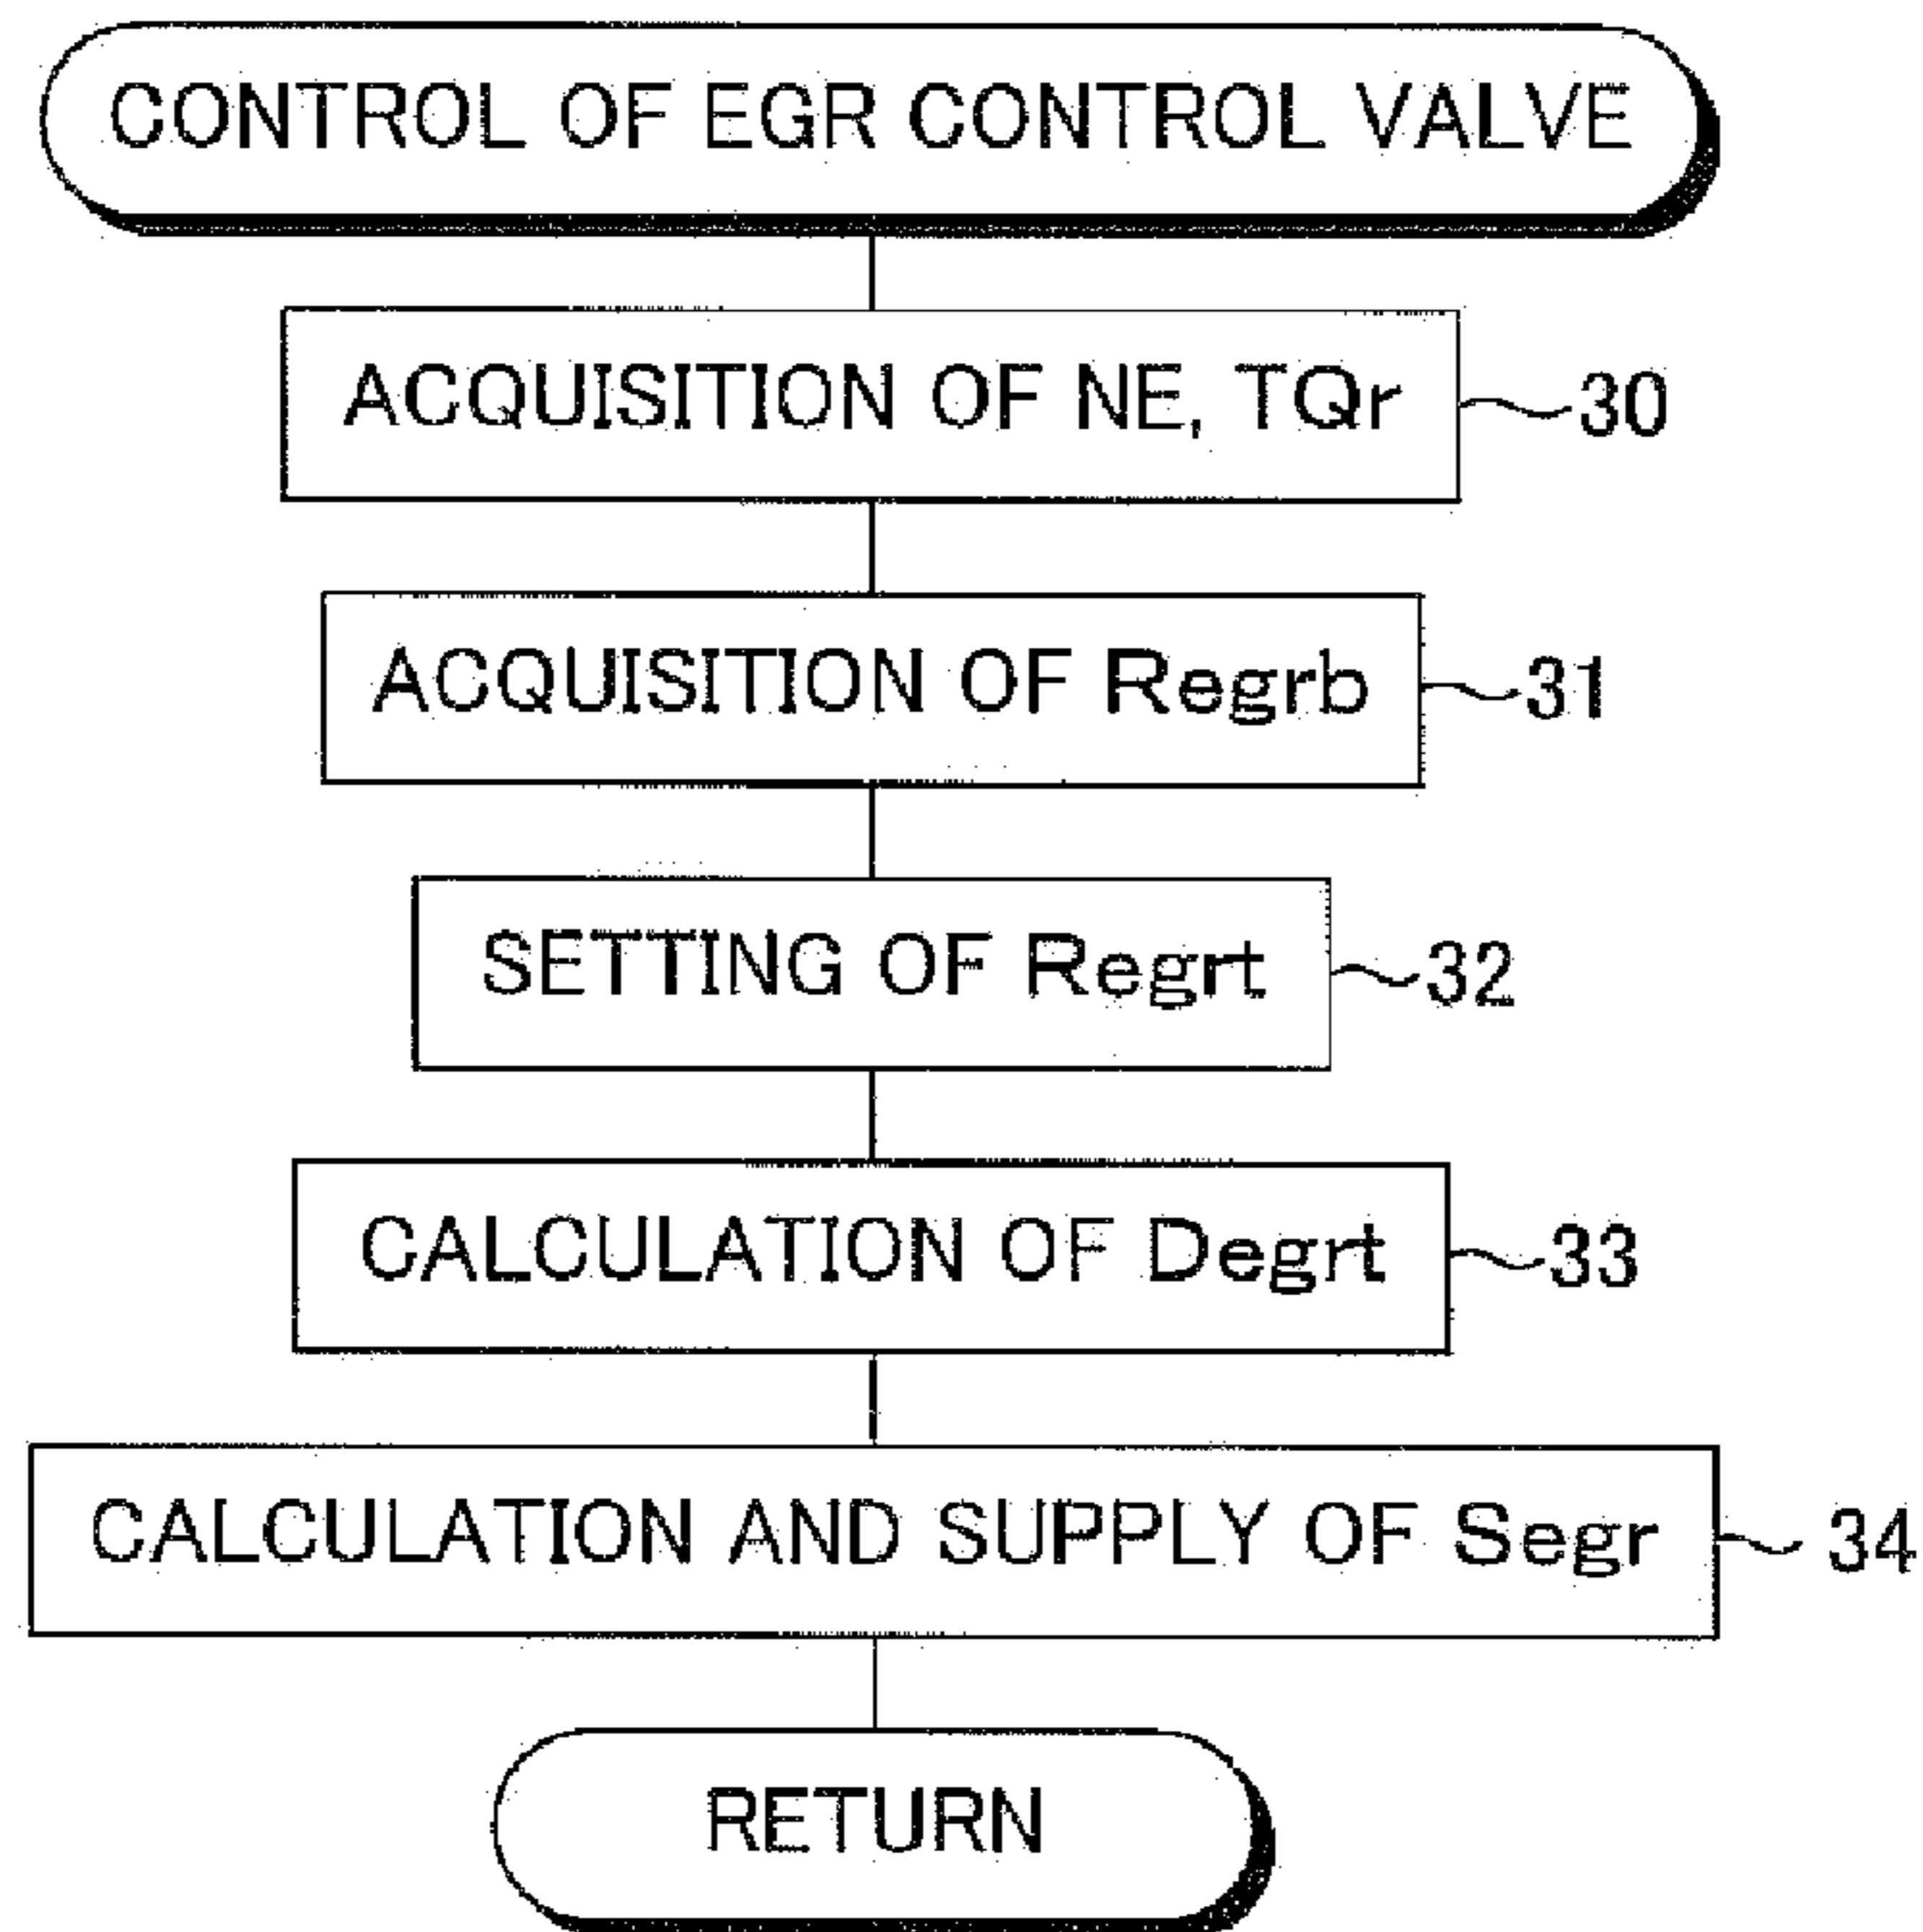 CONTROL OF EGR CONTROL VALVE
ACQUISITION OF NE, TQr
30
ACQUISITION OF Regrb
31
SETTING OF Regrt
32
CALCULATION OF Degrt
33
CALCULATION AND SUPPLY OF Segr
34
RETURN